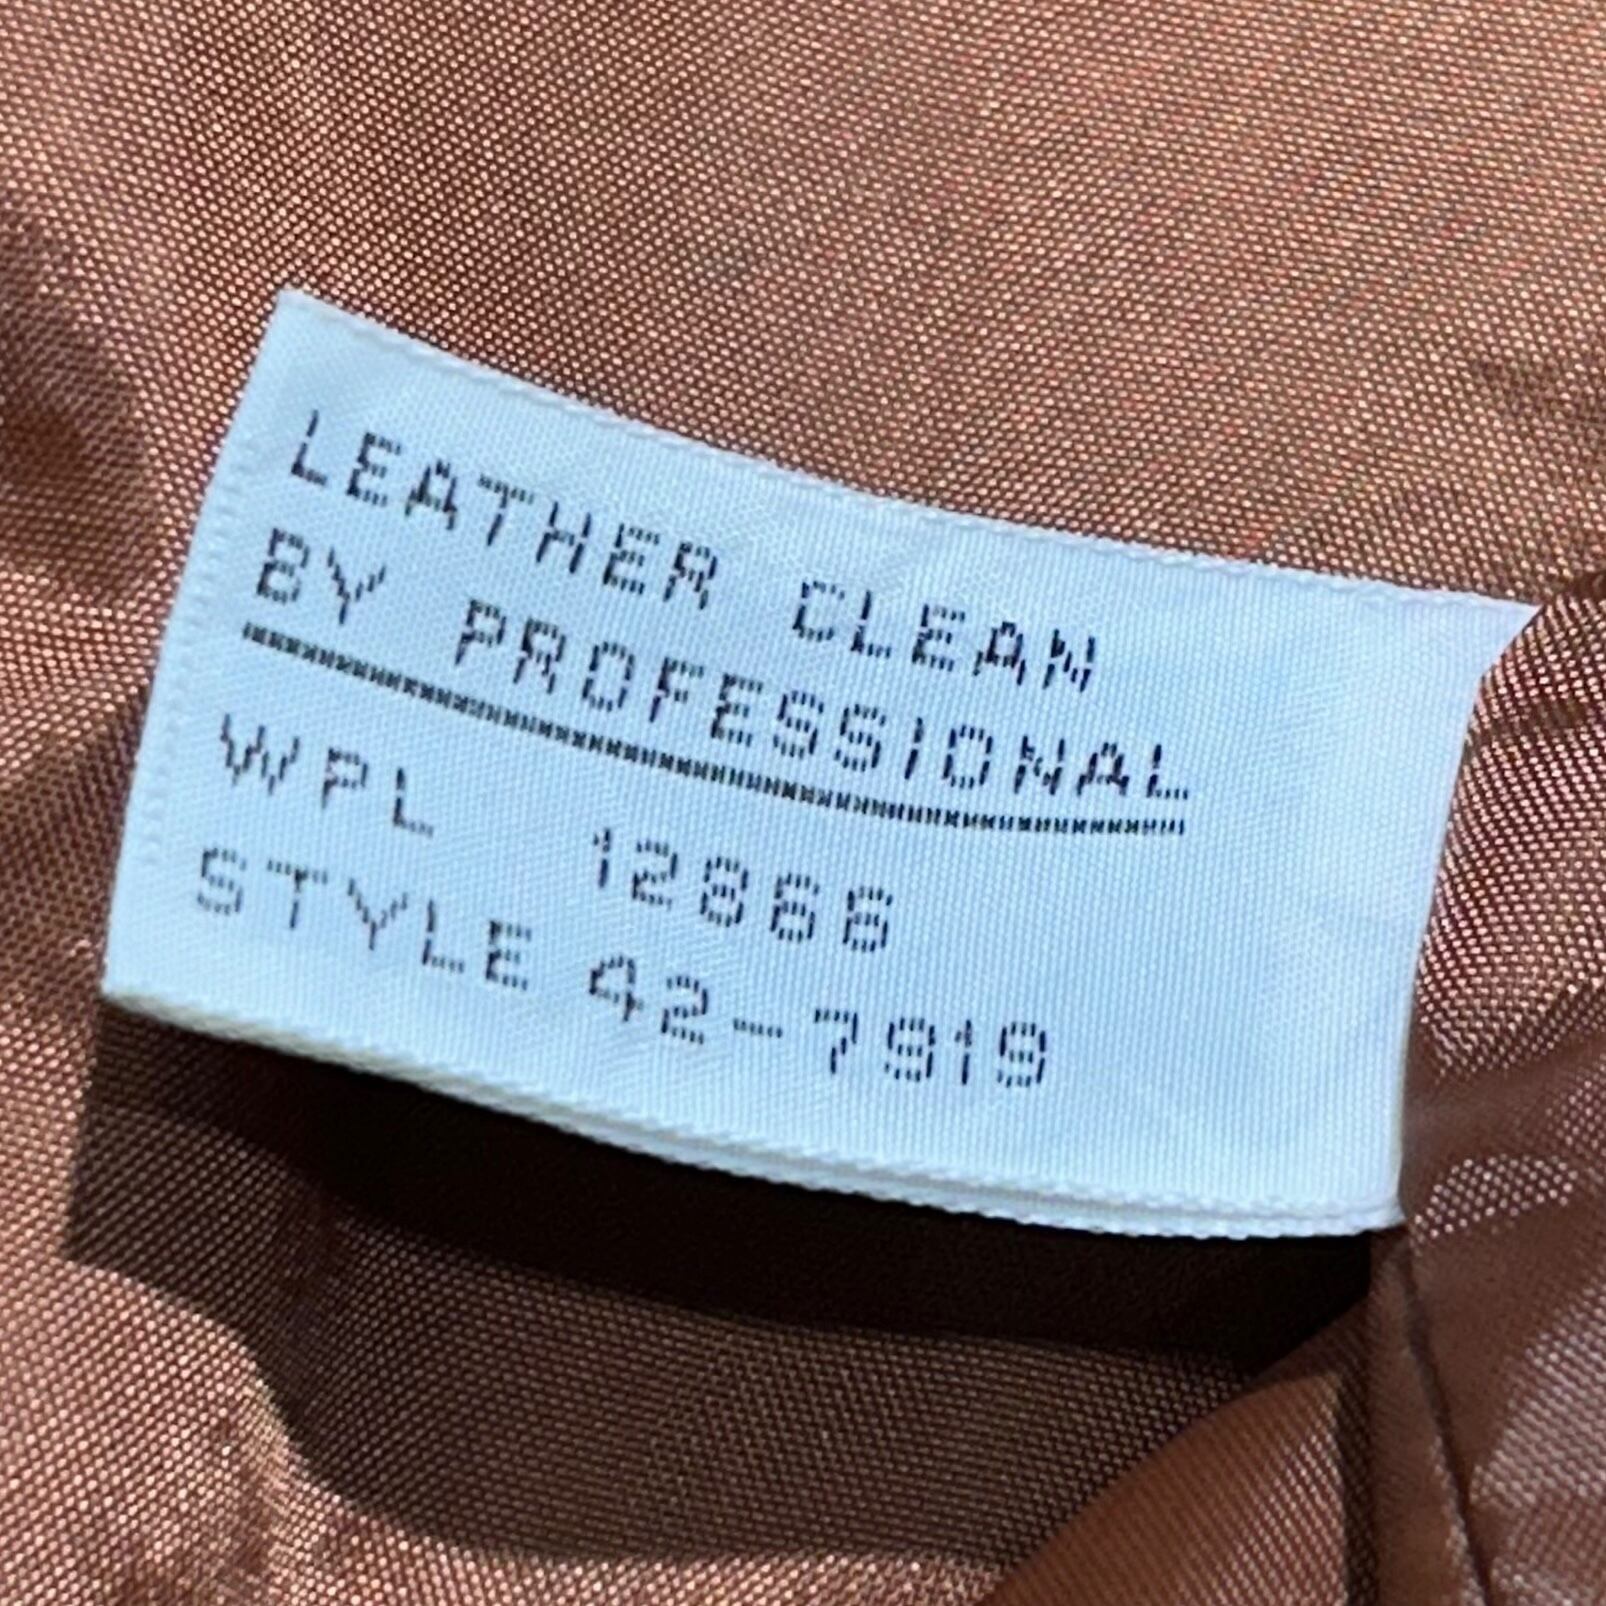 LEATHER CLEAN
BY PROFESSIONAL
WPL 12866
STYLE 42-7919